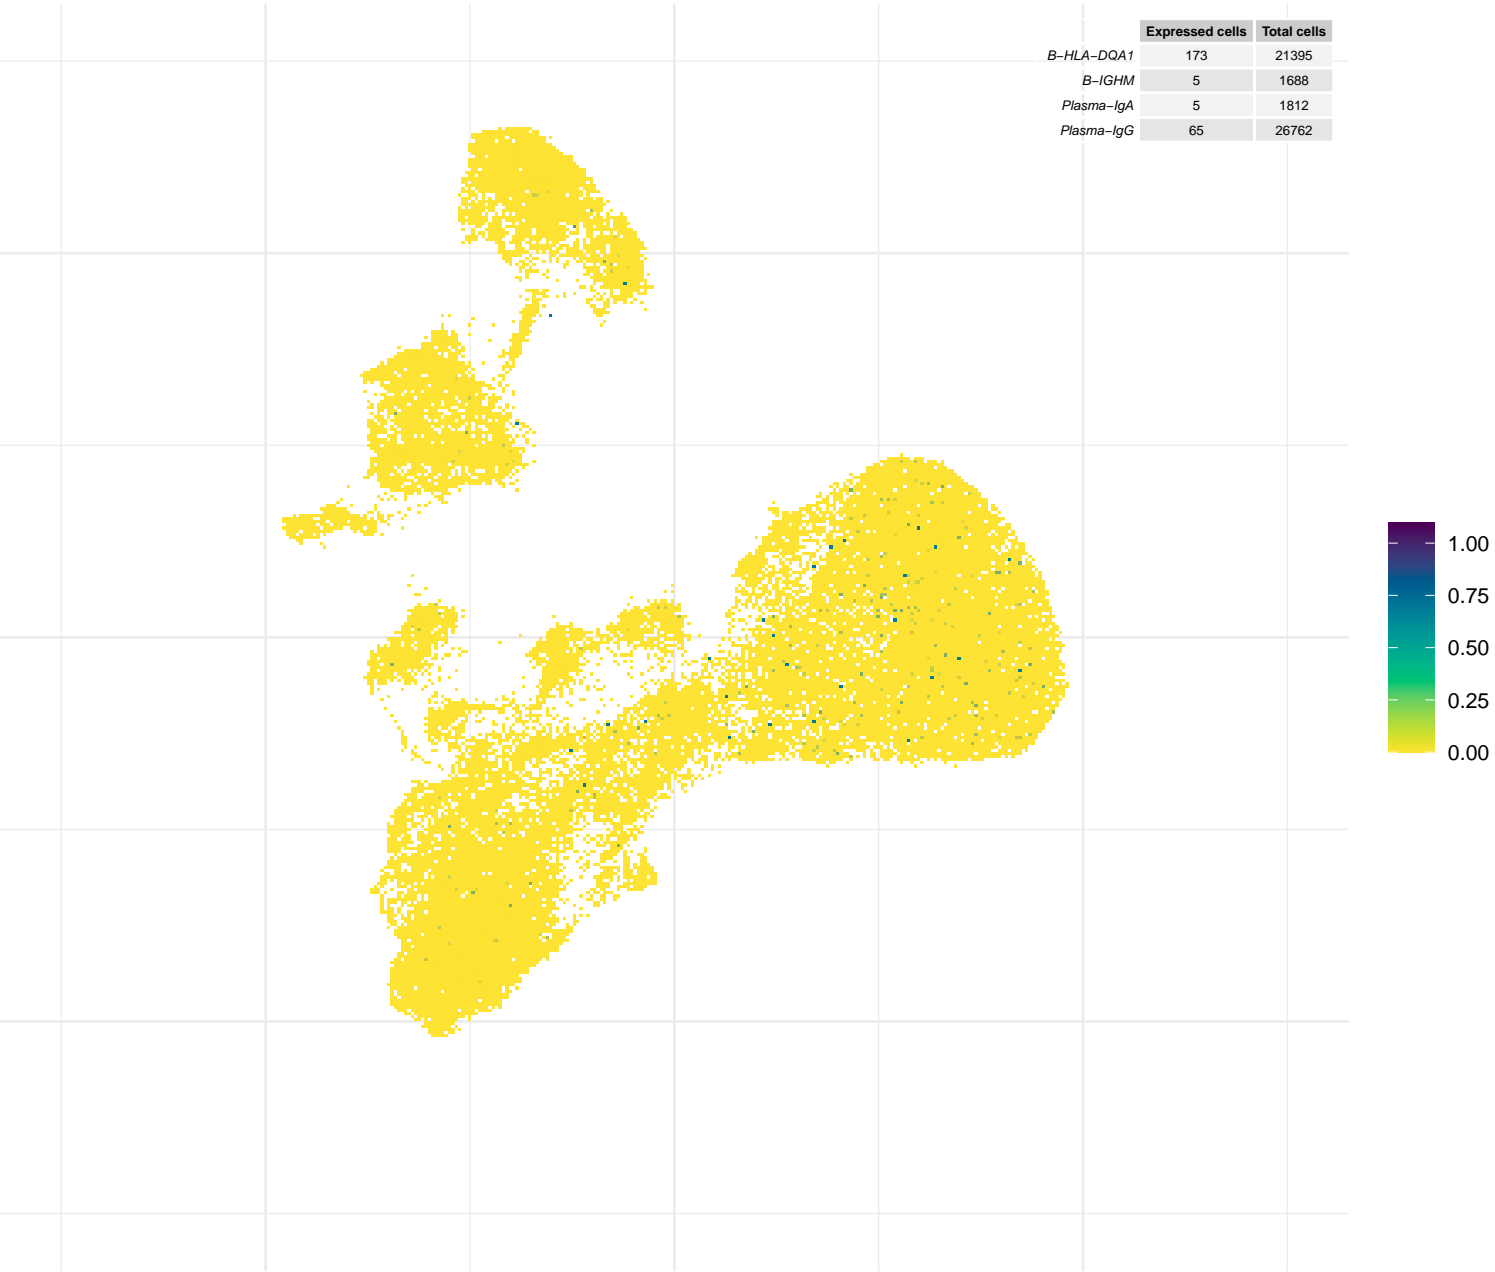 Expressed cells Total cells
B−HLA−DQA1 173 21395
B−IGHM 5 1688
Plasma−IgA 5 1812
Plasma−IgG 65 26762
1.00
0.75
0.50
0.25
0.00